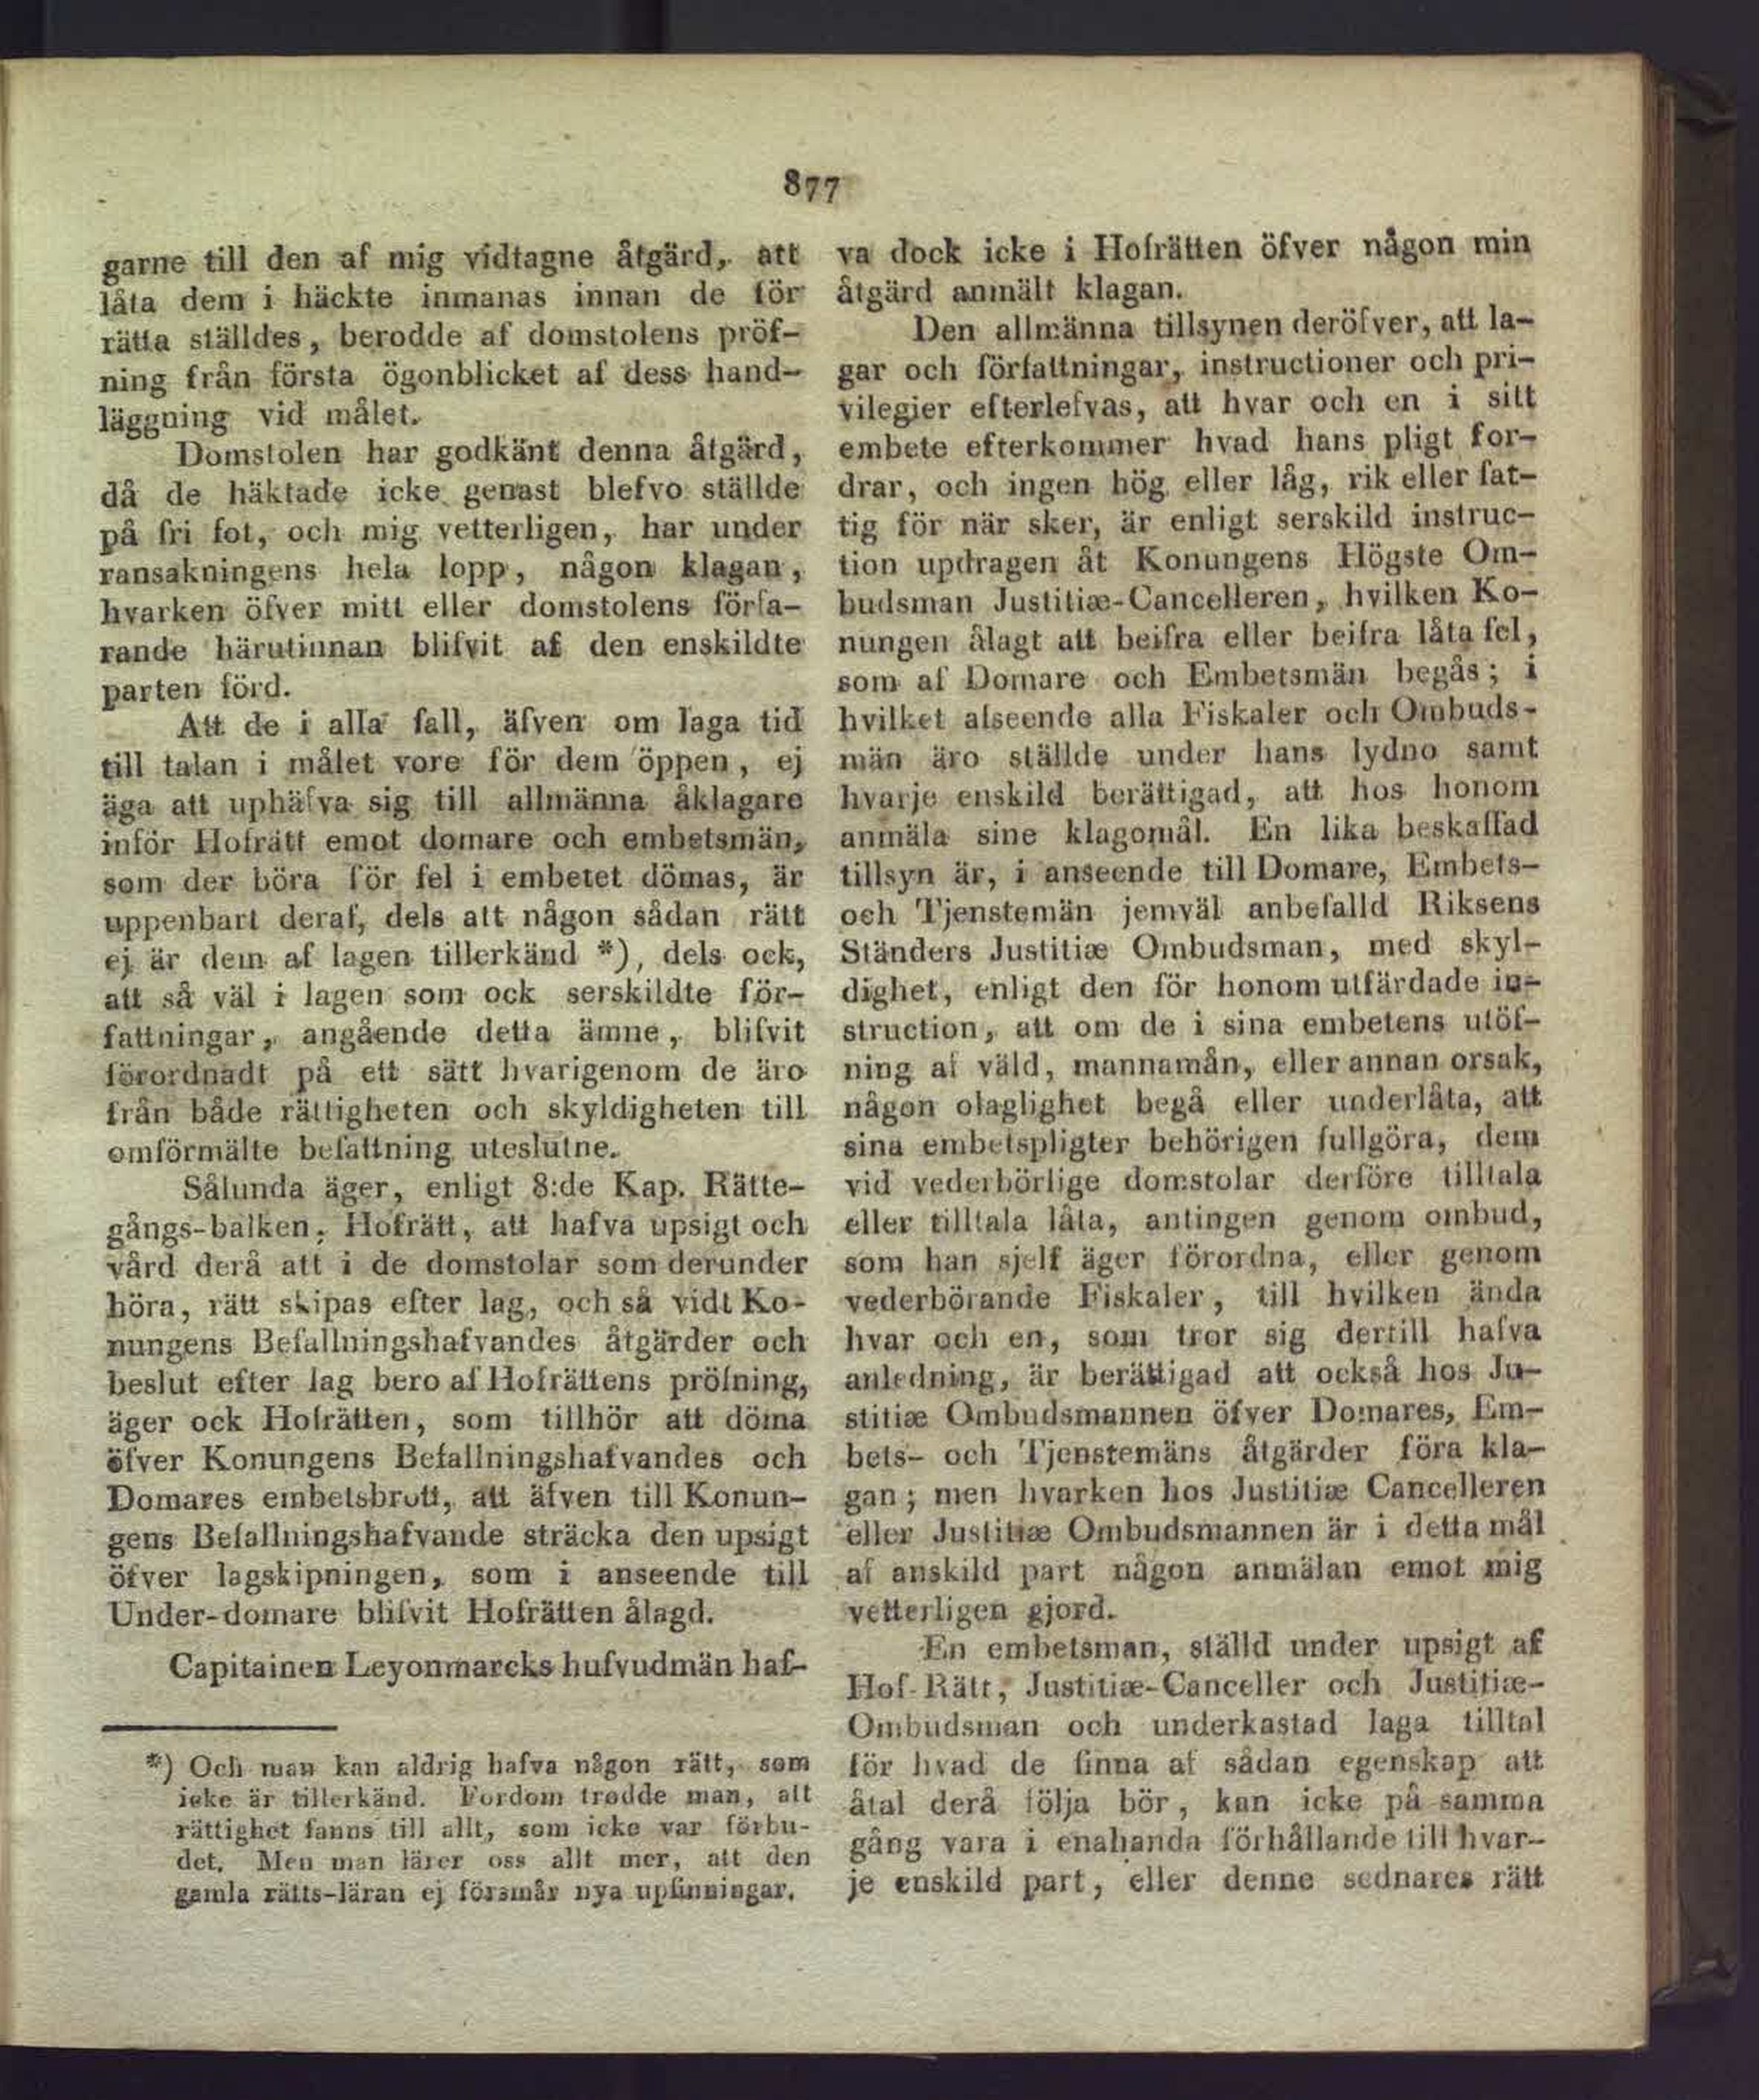 877
garne till den af mig vidtagne åtgärd, att
låta dem i häckte inmanas innan de för
rätta ställdes, berodde af domstolens pröf-
ning från första ögonblicket af dess hand-
läggning vid målet.
Domstolen har godkänt denna åtgärd,
då de häktade icke genast blefvo ställde
på fri fot, och mig vetterligen, har under
ransakningens hela lopp, någon klagan,
hvarken öfver mitt eller domstolens förfa-
rande härutinnan blifvit af den enskildte
parten förd.
Att de i alla fall, äfven om laga tid
till talan i målet vore för dem öppen, ej
äga att uphäfva sig till allmänna åklagare
inför Hofrätt emot domare och embetsmän,
som der böra för fel i embetet dömas, är
uppenbart deraf, dels att någon sådan rätt
ej är dem af lagen tillerkänd *), dels ock,
att så väl i lagen som ock serskildte för-
fattningar, angående detta ämne, blifvit
förordnadt på ett sätt hvarigenom de äro
från både rättigheten och skyldigheten till
omförmälte befattning uteslutne.
Sålunda äger, enligt 8:de Kap. Rätte-
gångs-balken, Hofrätt, att hafva upsigt och
vård derå att i de domstolar som derunder
höra, rätt skipas efter lag, och så vidt Ko-
nungens Befallningshafvandes åtgärder och
beslut efter lag bero af Hofrättens pröfning,
äger ock Hofrätten, som tillhör att döma
öfver Konungens Befallningshafvandes och
Domares embetsbrott, att äfven till Konun-
gens Befallningshafvande sträcka den upsigt
öfver lagskipningen, som i anseende till
Under-domare blifvit Hofrätten ålagd.
Capitainen Leyonmarcks hufvudmän haf-
*) Och man kan aldrig hafva någon rätt, som
icke är tillerkänd. Fordom trodde man, att
rättighet fanns till allt, som icke var förbu-
det. Men man lärer oss allt mer, att den
gamla rätts-läran ej försmår nya upfinningar.
va dock icke i Hofrätten öfver någon min
åtgärd anmält klagan.
Den allmänna tillsynen deröfver, att la-
gar och författningar, instructioner och pri-
vilegier efterlefvas, att hvar och en i sitt
embete efterkommer hvad hans pligt for-
drar, och ingen hög eller låg, rik eller fat-
tig för när sker, är enligt serskild instruc-
tion updragen åt Konungens Högste Om-
budsman Justitiæ-Cancelleren, hvilken Ko-
nungen ålagt att beifra eller beifra låta fel,
som af Domare och Embetsmän begås; i
hvilket afseende alla Fiskaler och Ombuds-
män äro ställde under hans lydno samt
hvarje enskild berättigad, att hos honom
anmäla sine klagomål. En lika beskaffad
tillsyn är, i anseende till Domare, Embets-
och Tjenstemän jemväl anbefalld Riksens
Ständers Justitiæ Ombudsman, med skyl-
dighet, enligt den för honom utfärdade in-
struction, att om de i sina embetens utöf-
ning af väld, mannamån, eller annan orsak,
någon olaglighet begå eller underlåta, att
sina embetspligter behörigen fullgöra, dem
vid vederbörlige domstolar derföre tilltala
eller tilltala låta, antingen genom ombud,
som han sjelf äger förordna, eller genom
vederbörande Fiskaler, till hvilken ända
hvar och en, som tror sig dertill hafva
anledning, är berättigad att också hos Ju-
stitiæ Ombudsmannen öfver Domares, Em-
bets- och Tjenstemäns åtgärder föra kla-
gan; men hvarken hos Justitiæ Cancelleren
eller Justitiæ Ombudsmannen är i detta mål
af anskild part någon anmälan emot mig
vetterligen gjord.
En embetsman, ställd under upsigt af
Hof-Rätt, Justitiæ-Canceller och Justitiæ-
Ombudsman och underkastad laga tilltal
för hvad de finna af sådan egenskap att
åtal derå följa bör, kan icke på samma
gång vara i enahanda förhållande till hvar-
je enskild part, eller denne sednares rätt